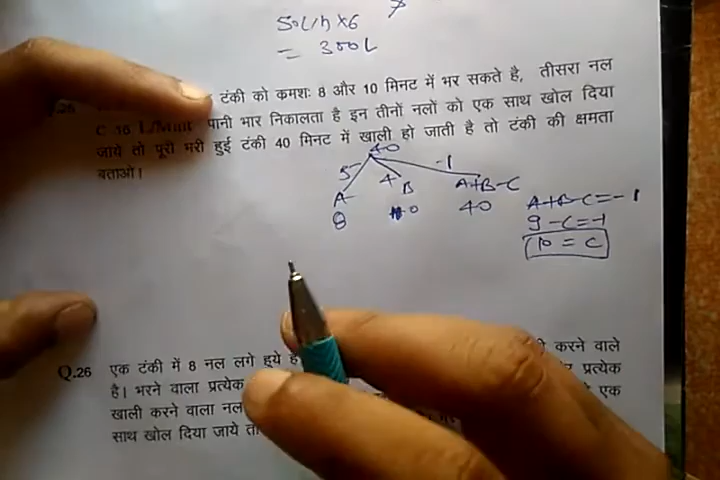 50L/h×6
= 300L
टंकी को क्रमशः 8 और 10 मिनट में भर सकते है, तीसरा नल
C 16 L/Mint पानी भार निकालता है इन तीनों नलों को एक साथ खोल दिया
जाये तो पूरी भरी हुई टंकी 40 मिनट में खाली हो जाती है तो टंकी की क्षमता
बताओ।
40
5 4 -1
A B A+B-C
8 10 40
A+B-C=-1
9-C=-1
10 = C
Q.26 एक टंकी में 8 नल लगे हुये करने वाले
है। भरने वाला प्रत्येक प्रत्येक
खाली करने वाला नल एक
साथ खोल दिया जाये